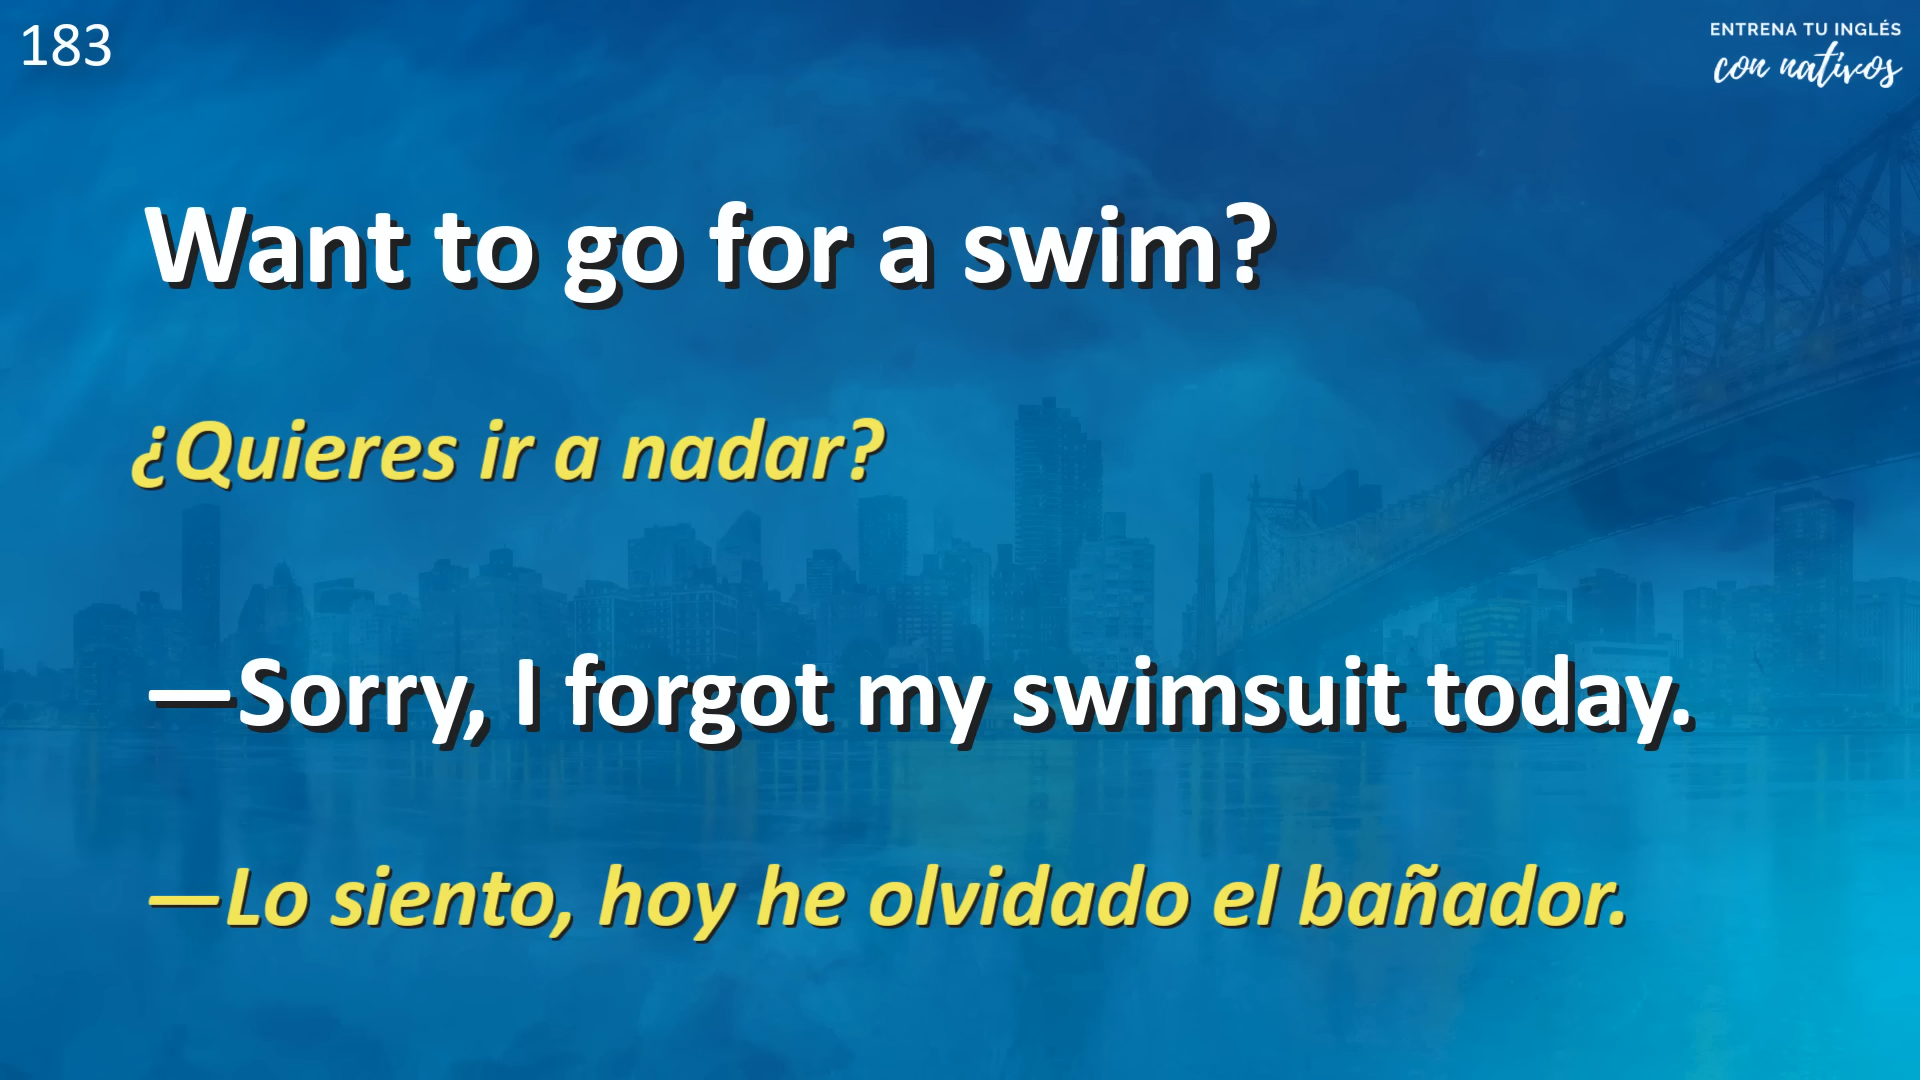 183
ENTRENA TU INGLÉS
con nativos
Want to go for a swim?
¿Quieres ir a nadar?
—Sorry, I forgot my swimsuit today.
—Lo siento, hoy he olvidado el bañador.